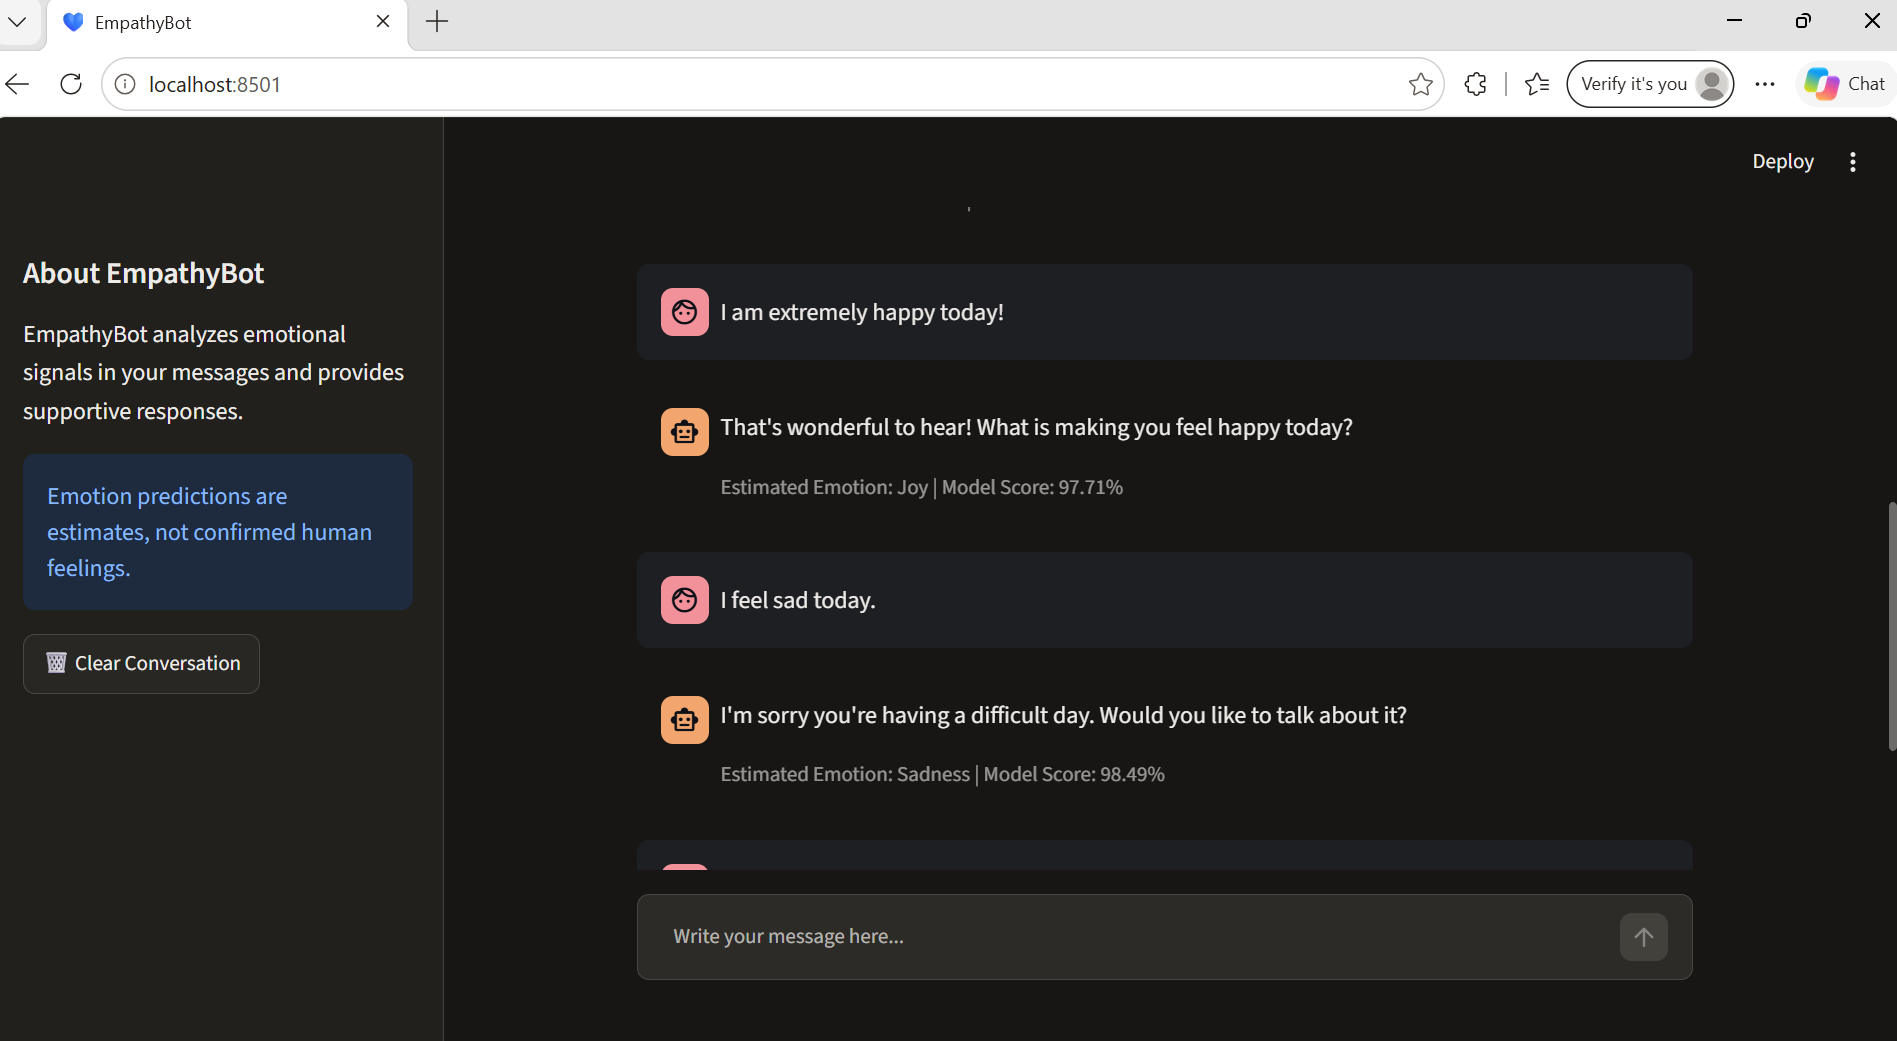 EmpathyBot
localhost:8501
Verify it's you
Chat
Deploy
About EmpathyBot
EmpathyBot analyzes emotional
signals in your messages and provides
supportive responses.
Emotion predictions are
estimates, not confirmed human
feelings.
Clear Conversation
I am extremely happy today!
That's wonderful to hear! What is making you feel happy today?
Estimated Emotion: Joy | Model Score: 97.71%
I feel sad today.
I'm sorry you're having a difficult day. Would you like to talk about it?
Estimated Emotion: Sadness | Model Score: 98.49%
Write your message here...